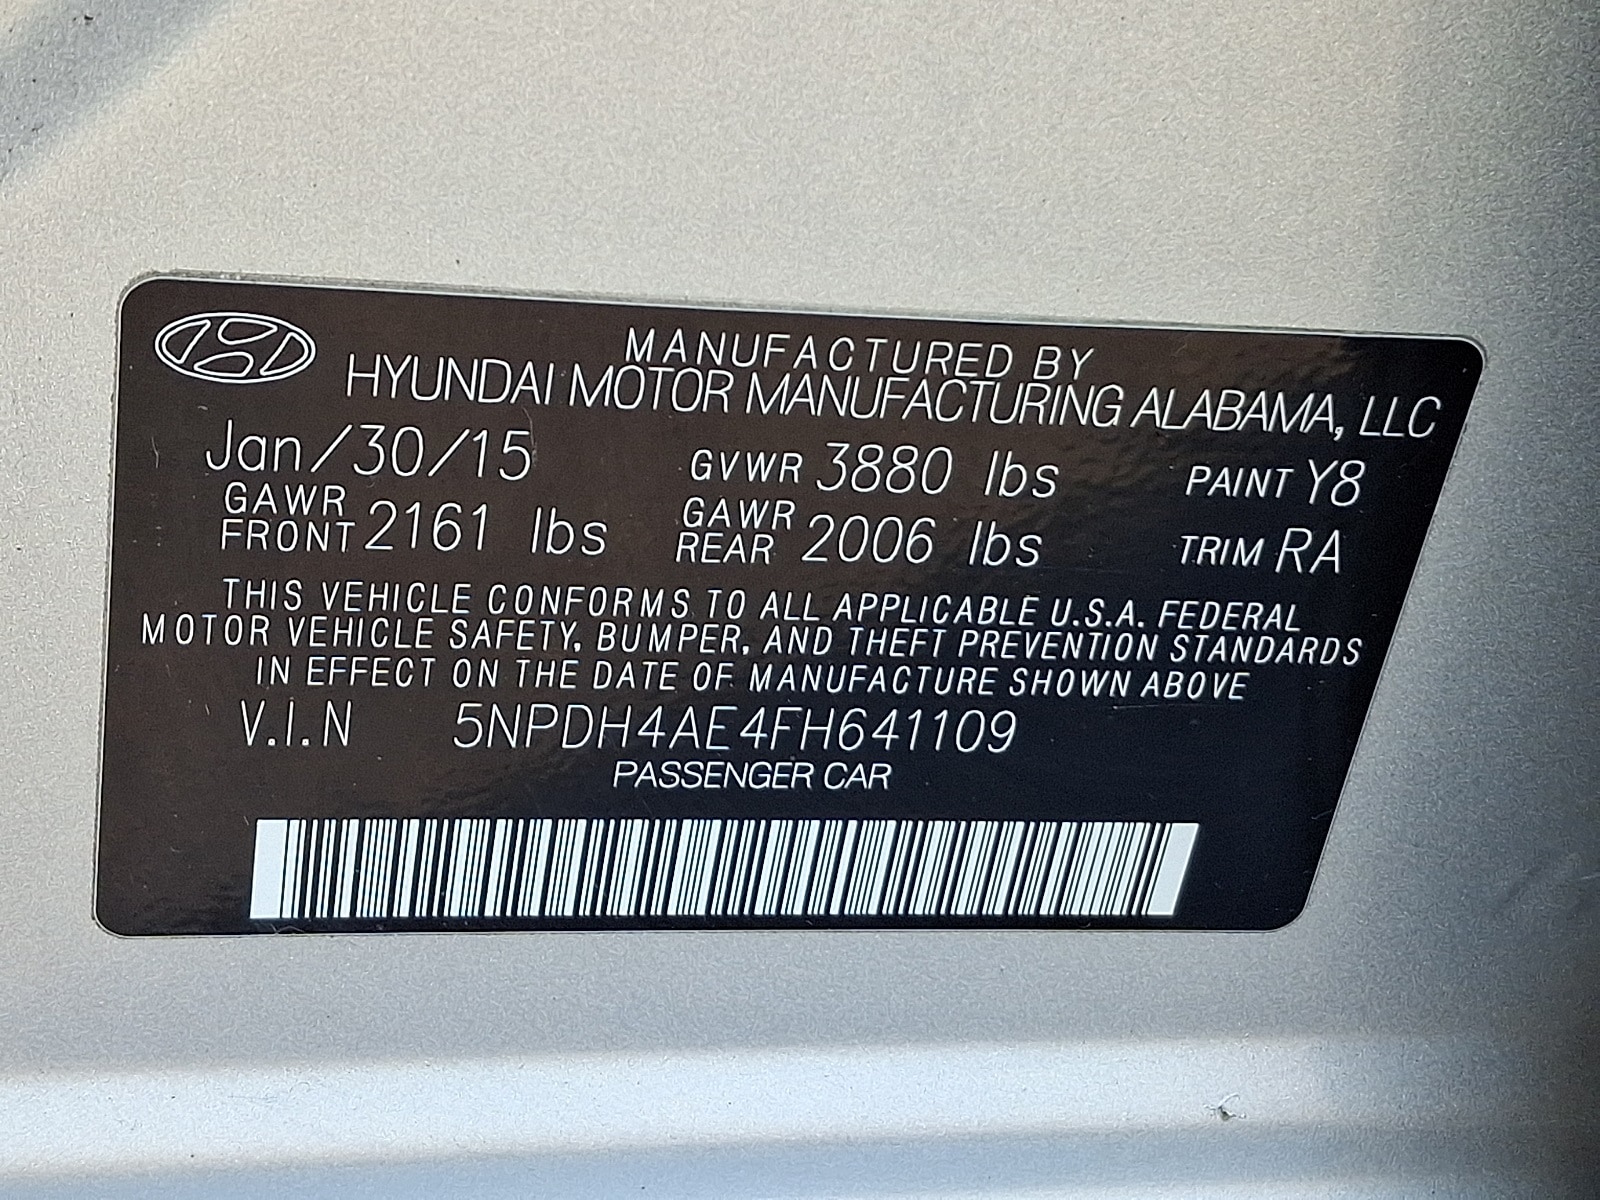 MANUFACTURED BY
HYUNDAI MOTOR MANUFACTURING ALABAMA, LLC
Jan/30/15 GVWR 3880 lbs PAINT Y8
GAWR FRONT 2161 lbs GAWR REAR 2006 lbs TRIM RA
THIS VEHICLE CONFORMS TO ALL APPLICABLE U.S.A. FEDERAL
MOTOR VEHICLE SAFETY, BUMPER, AND THEFT PREVENTION STANDARDS
IN EFFECT ON THE DATE OF MANUFACTURE SHOWN ABOVE
V.I.N 5NPDH4AE4FH641109
PASSENGER CAR